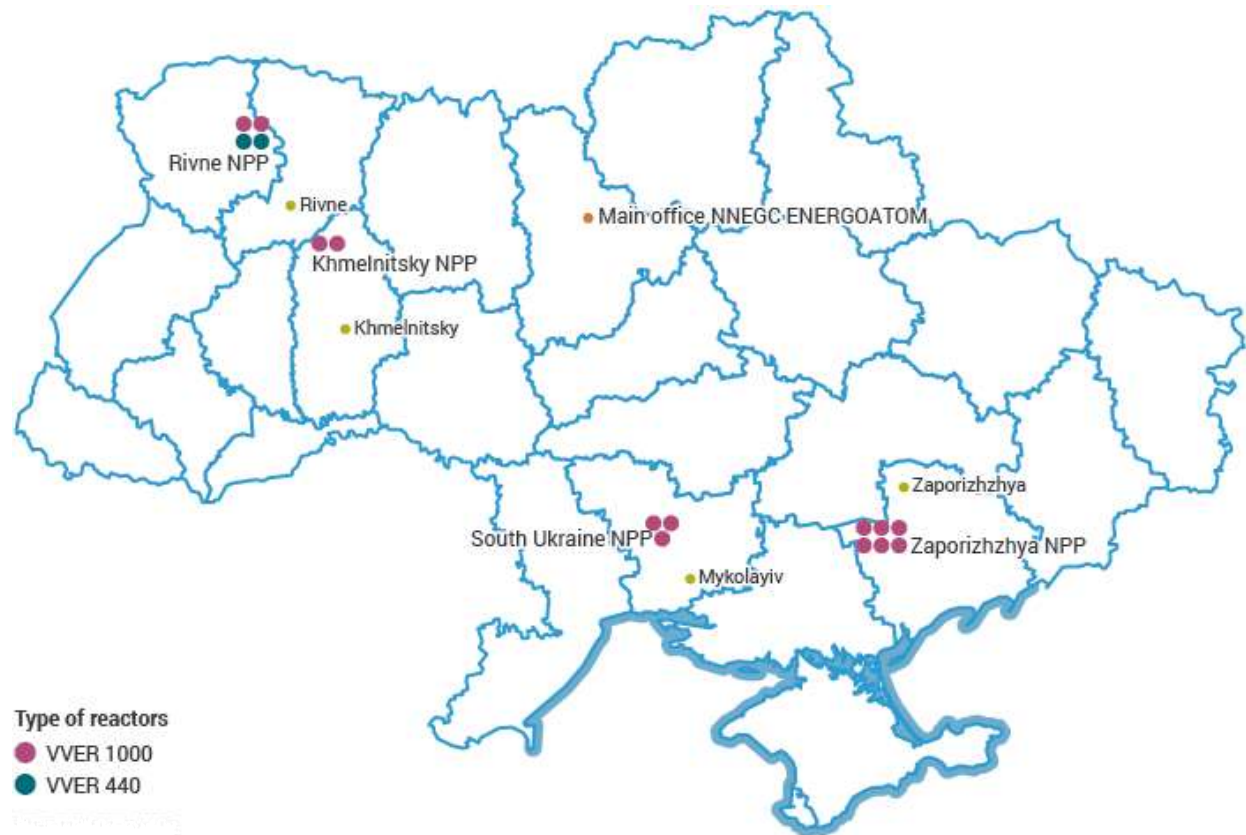 Rivne NPP
Rivne
Main office NNEGC ENERGOATOM
Khmelnitsky NPP
Khmelnitsky
Zaporizhzhya
South Ukraine NPP
Zaporizhzhya NPP
Mykolayiv
Type of reactors
VVER 1000
VVER 440